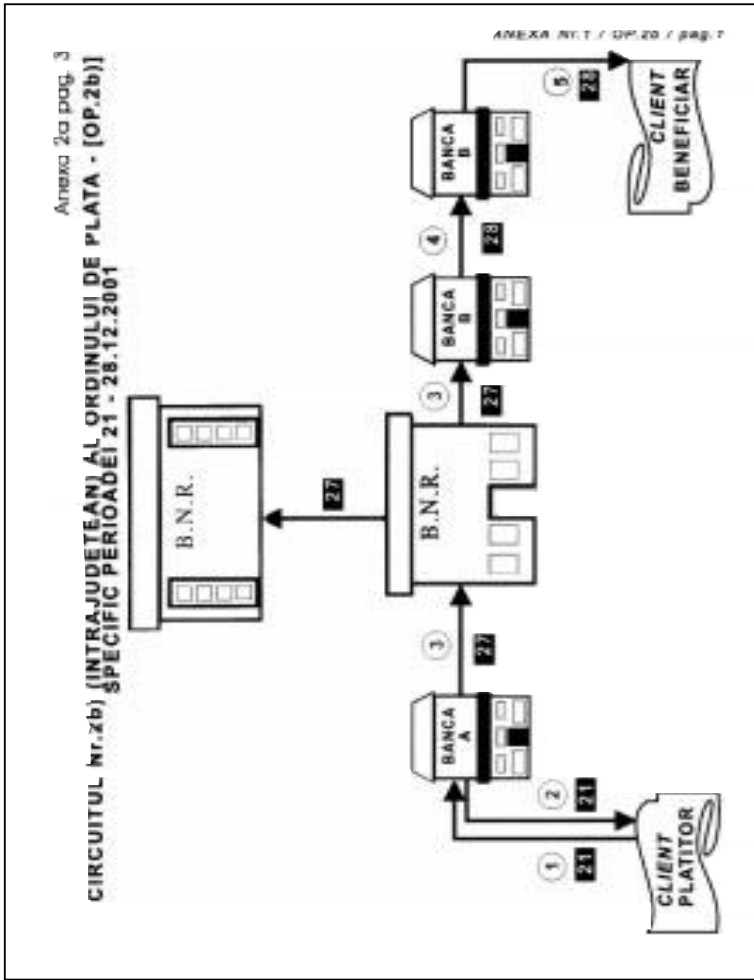 ANEXA Nr.1 / OP.2b / pag.1
Anexa 2a pag. 3
CIRCUITUL Nr.2b) (INTRAJUDETEAN) AL ORDINULUI DE PLATA - [OP.2b)]
SPECIFIC PERIOADEI 21 - 28.12.2001
B.N.R.
27
B.N.R.
BANCA
A
3
27
3
27
BANCA
B
4
28
BANCA
B
5
28
1
21
2
21
CLIENT
PLATITOR
CLIENT
BENEFICIAR